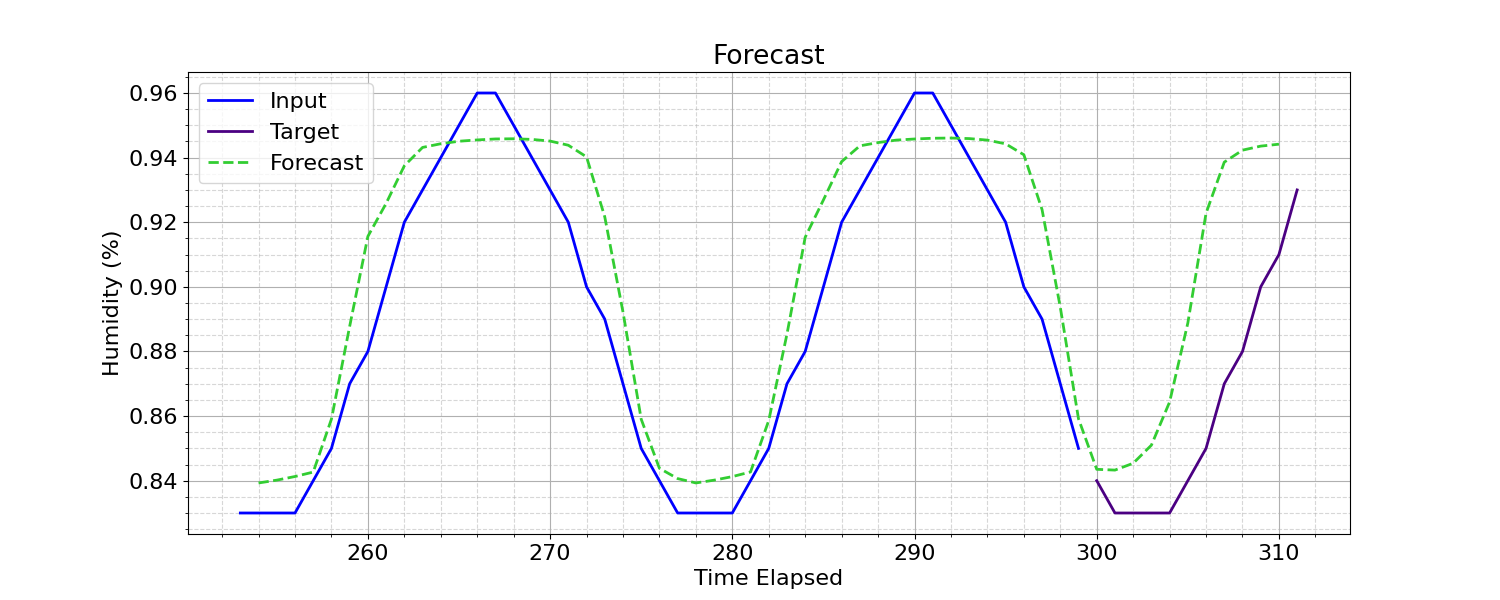 Forecast
Input
Target
Forecast
Humidity (%)
0.96
0.94
0.92
0.90
0.88
0.86
0.84
260 270 280 290 300 310
Time Elapsed